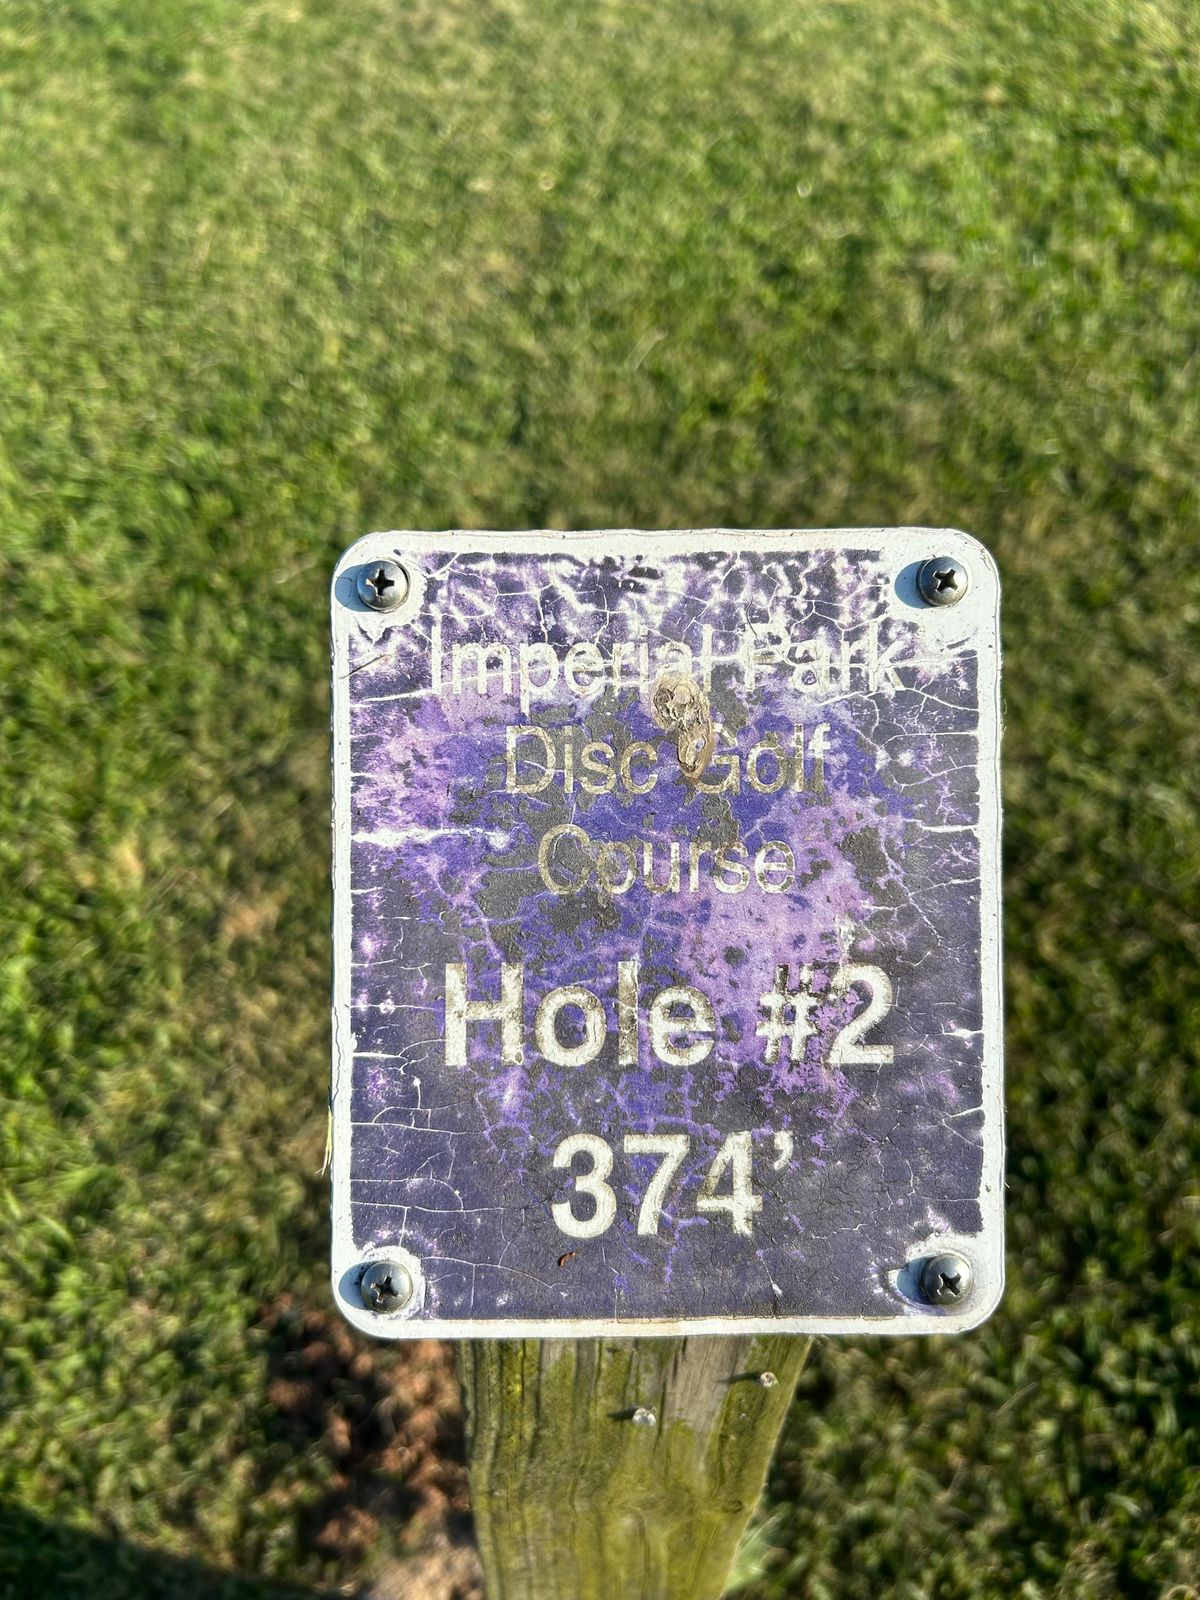 Imperial Park
Disc Golf
Course
Hole #2
374’